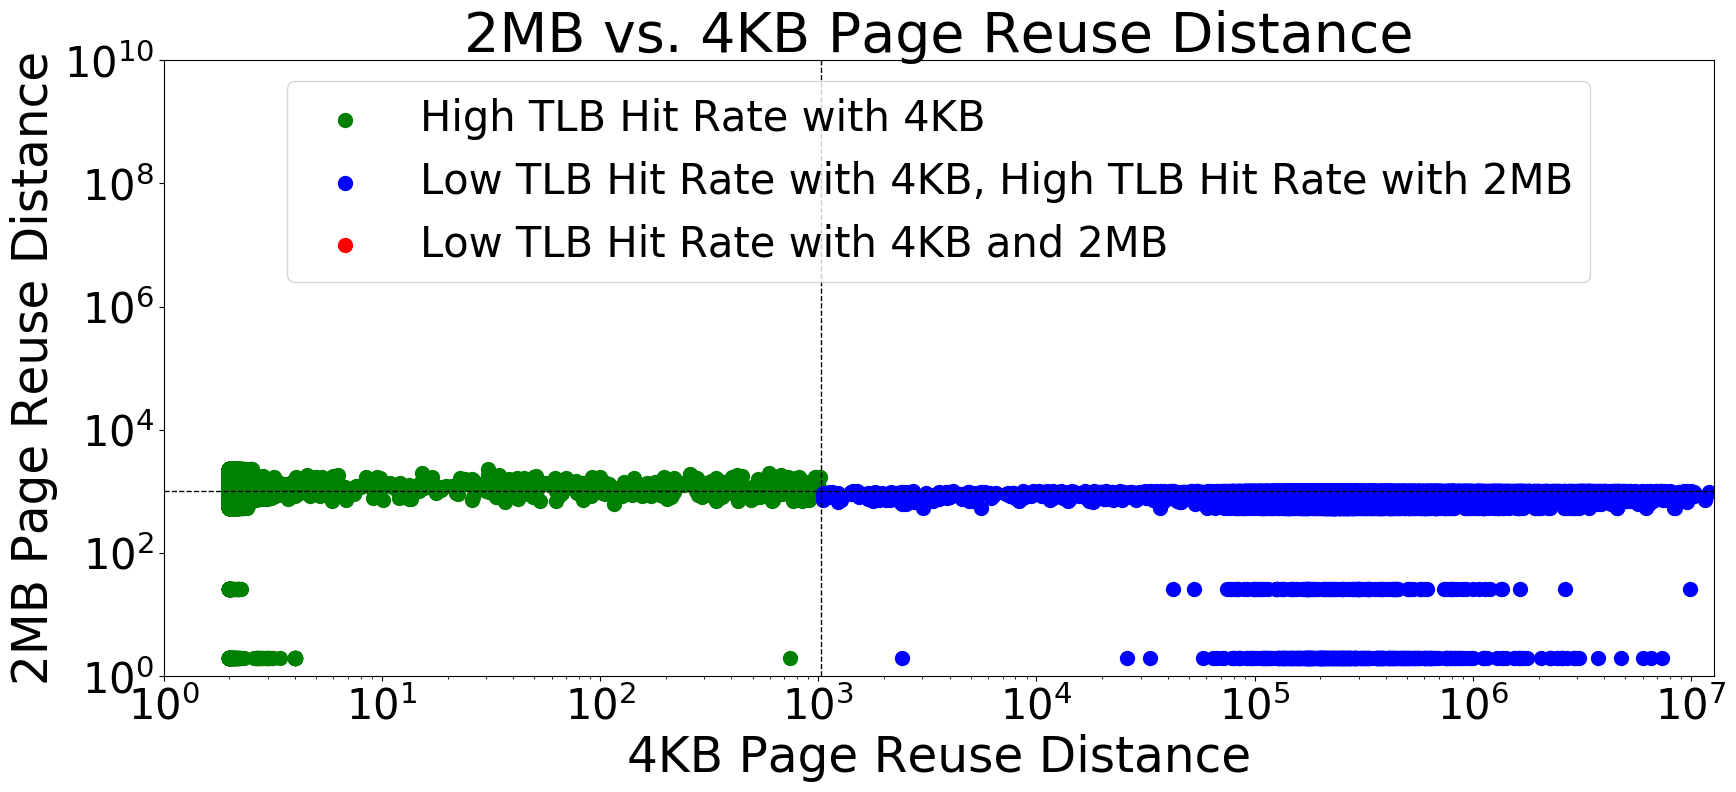 2MB vs. 4KB Page Reuse Distance
2MB Page Reuse Distance
10^10
10^8
10^6
10^4
10^2
10^0
High TLB Hit Rate with 4KB
Low TLB Hit Rate with 4KB, High TLB Hit Rate with 2MB
Low TLB Hit Rate with 4KB and 2MB
10^0 10^1 10^2 10^3 10^4 10^5 10^6 10^7
4KB Page Reuse Distance